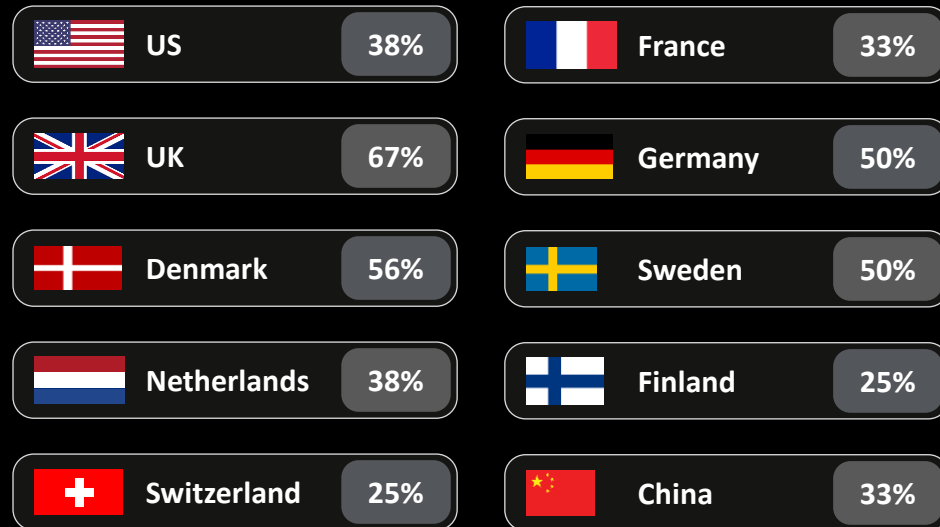 US 38%
UK 67%
Denmark 56%
Netherlands 38%
Switzerland 25%
France 33%
Germany 50%
Sweden 50%
Finland 25%
China 33%